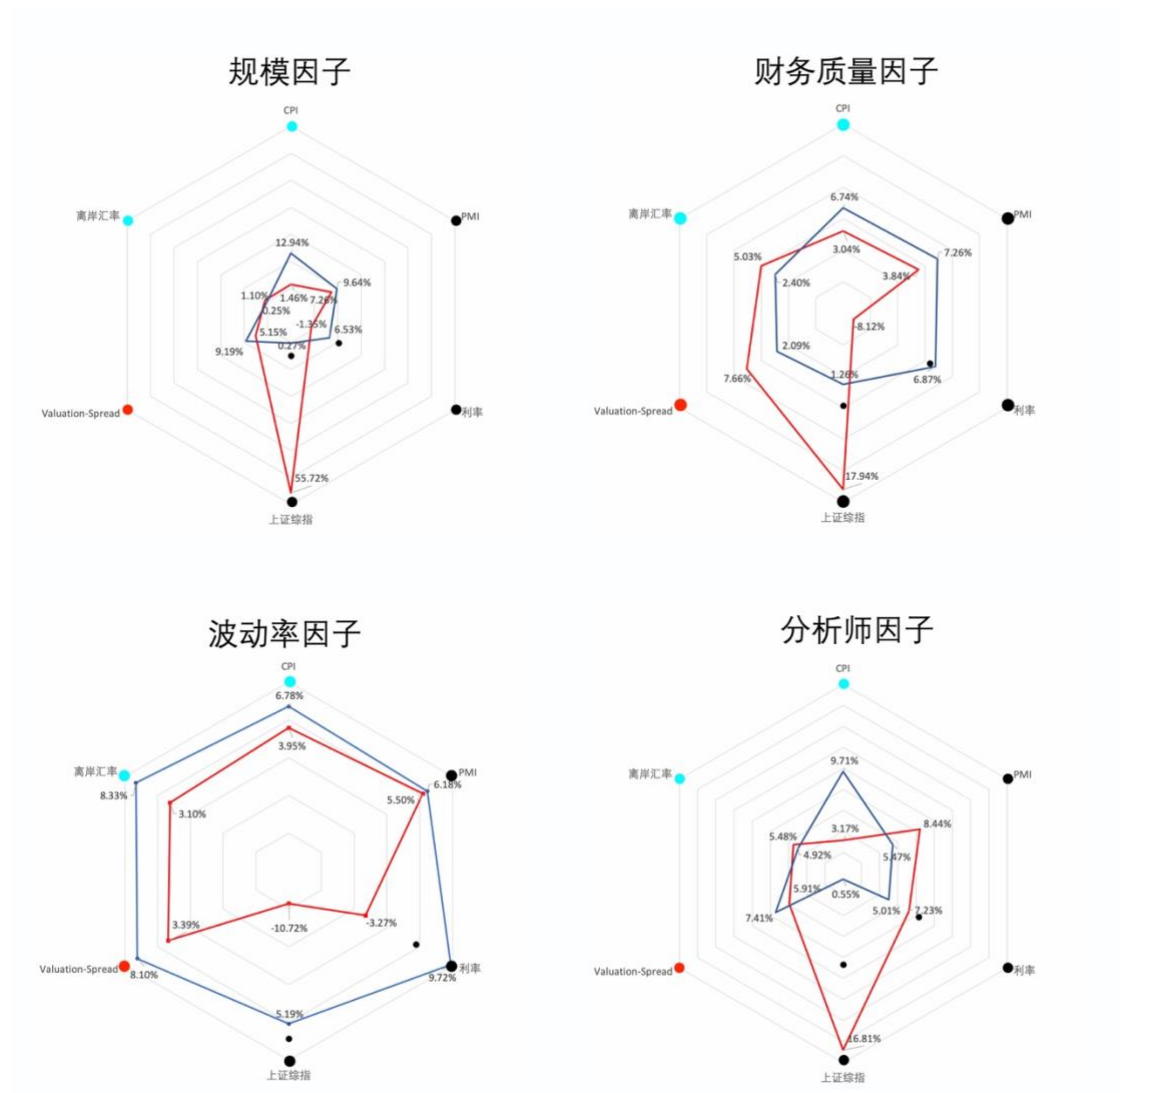 规模因子
CPI
PMI
利率
上证综指
Valuation-Spread
离岸汇率
12.94%
9.64%
6.53%
0.27%
9.19%
0.25%
1.46%
7.26%
-1.35%
55.72%
5.15%
1.10%
财务质量因子
CPI
PMI
利率
上证综指
Valuation-Spread
离岸汇率
6.74%
7.26%
6.87%
1.26%
2.09%
2.40%
3.04%
3.84%
-8.12%
17.94%
7.66%
5.03%
波动率因子
CPI
PMI
利率
上证综指
Valuation-Spread
离岸汇率
6.78%
6.18%
9.72%
5.19%
8.10%
8.33%
3.95%
5.50%
-3.27%
-10.72%
3.39%
3.10%
分析师因子
CPI
PMI
利率
上证综指
Valuation-Spread
离岸汇率
9.71%
5.47%
5.01%
0.55%
7.41%
4.92%
3.17%
8.44%
7.23%
16.81%
5.91%
5.48%